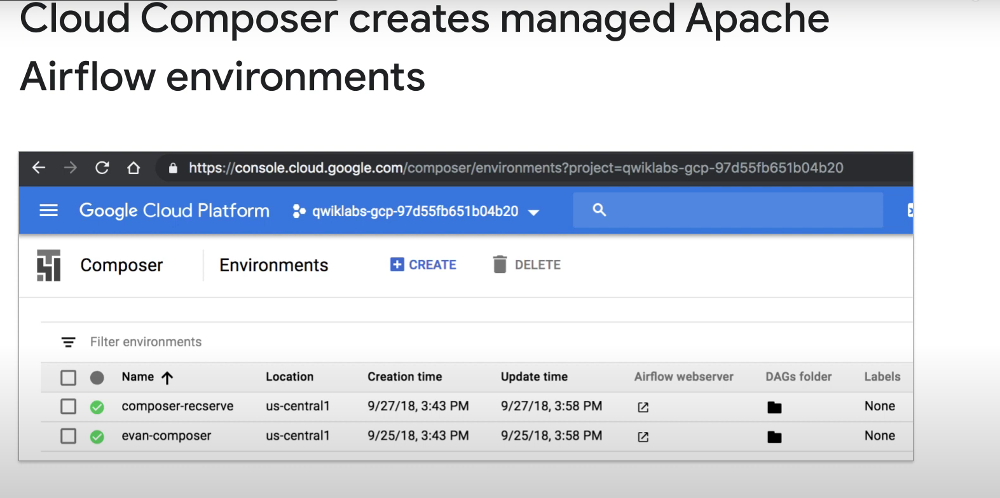 Cloud Composer creates managed Apache
Airflow environments
https://console.cloud.google.com/composer/environments?project=qwiklabs-gcp-97d55fb651b04b20
Google Cloud Platform qwiklabs-gcp-97d55fb651b04b20
Composer Environments CREATE DELETE
Filter environments
Name Location Creation time Update time Airflow webserver DAGs folder Labels
composer-recserve us-central1 9/27/18, 3:43 PM 9/27/18, 3:58 PM None
evan-composer us-central1 9/25/18, 3:43 PM 9/25/18, 3:58 PM None